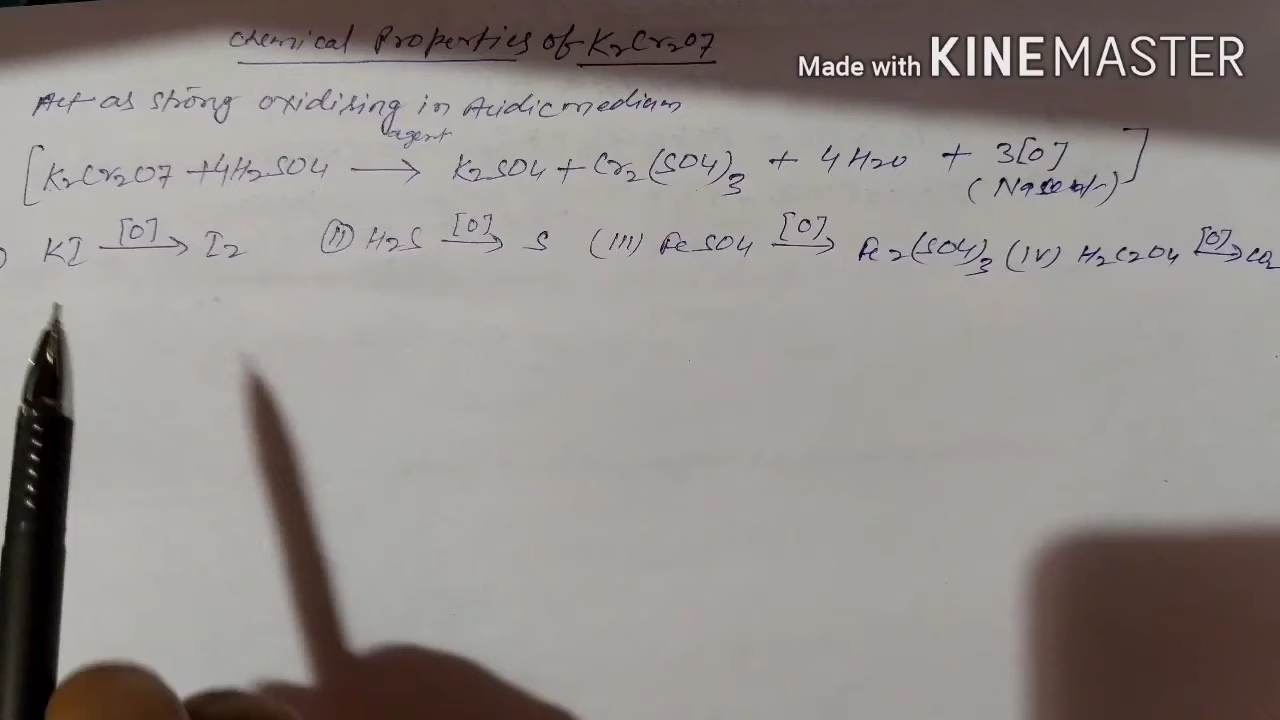 Chemical Properties of K2Cr2O7
Made with KINEMASTER
Act as strong oxidising in Acidic medium
agent
[K2Cr2O7 + 4H2SO4 → K2SO4 + Cr2(SO4)3 + 4H2O + 3[O]]
) KI [O]→ I2 (II) H2S [O]→ S (III) FeSO4 [O]→ Fe2(SO4)3 (IV) H2C2O4 [O]→ CO2